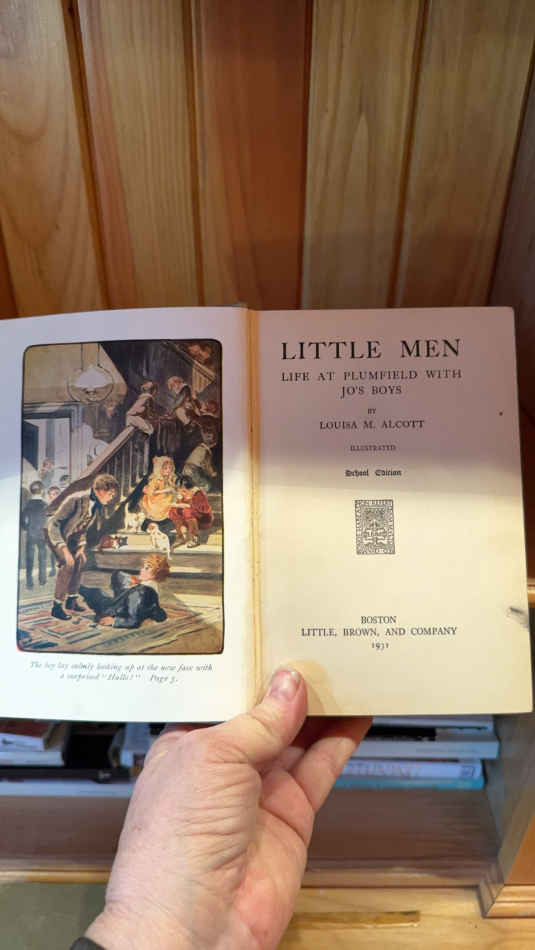 The boy lay calmly looking up at the new face with
a surprised "Hullo!" Page 5.
LITTLE MEN
LIFE AT PLUMFIELD WITH
JO'S BOYS
BY
LOUISA M. ALCOTT
ILLUSTRATED
School Edition
BOSTON
LITTLE, BROWN, AND COMPANY
1931